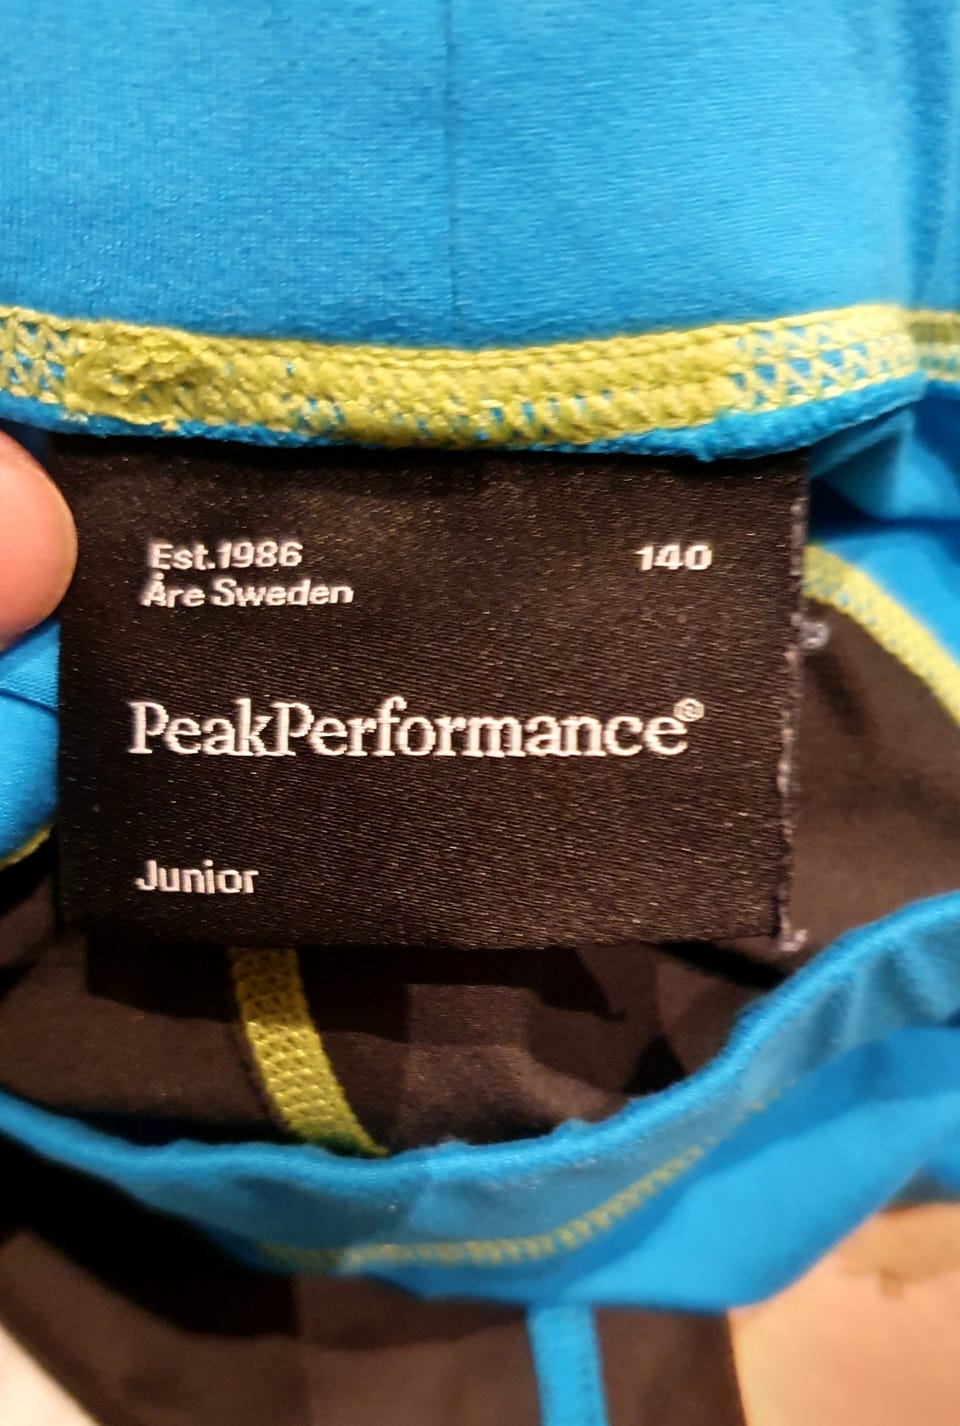 Est.1986
140
Åre Sweden
PeakPerformance®
Junior